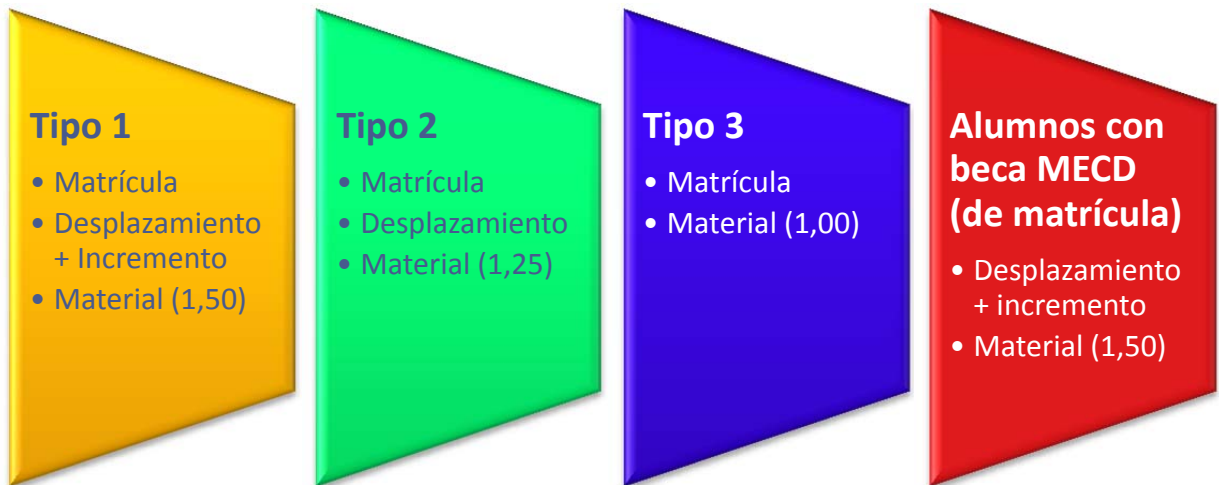 Tipo 1
• Matrícula
• Desplazamiento
+ Incremento
• Material (1,50)
Tipo 2
• Matrícula
• Desplazamiento
• Material (1,25)
Tipo 3
• Matrícula
• Material (1,00)
Alumnos con
beca MECD
(de matrícula)
• Desplazamiento
+ incremento
• Material (1,50)